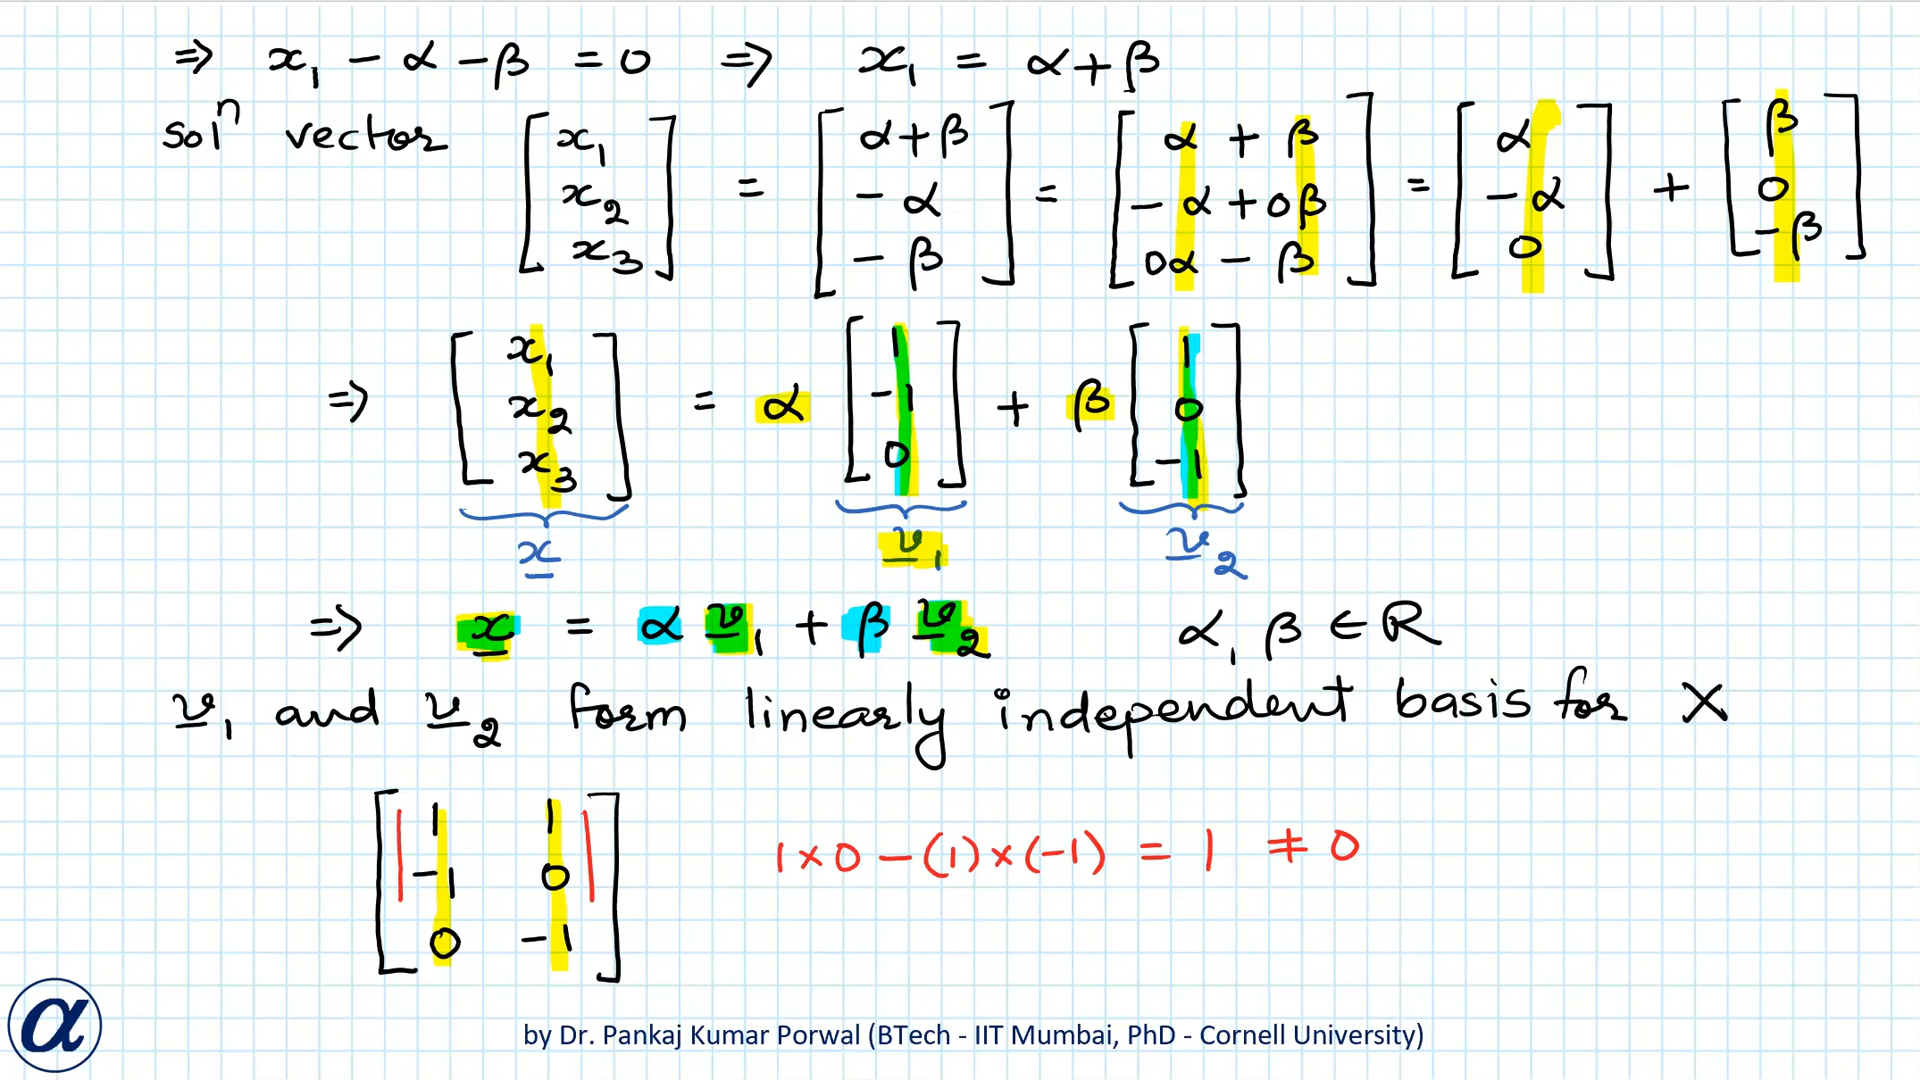 ⇒ x₁ − α − β = 0 ⇒ x₁ = α + β
solⁿ vector [x₁ x₂ x₃] = [α+β −α −β] = [α + β −α + 0β 0α − β] = [α −α 0] + [β 0 −β]
⇒ [x₁ x₂ x₃] = α [1 −1 0] + β [1 0 −1]
x v₁ v₂
⇒ x = α v₁ + β v₂ α, β ∈ R
v₁ and v₂ form linearly independent basis for X
[1 1
−1 0
0 −1]
1 × 0 − (1) × (−1) = 1 ≠ 0
α
by Dr. Pankaj Kumar Porwal (BTech - IIT Mumbai, PhD - Cornell University)